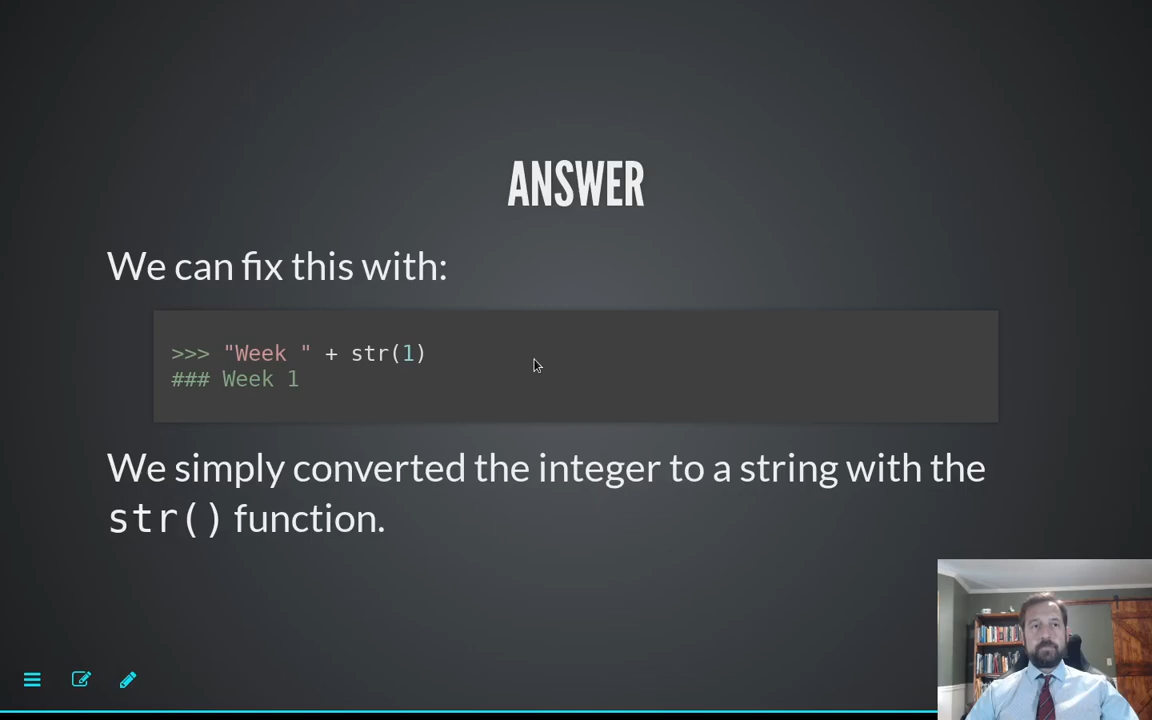 ANSWER
We can fix this with:
>>> "Week " + str(1)
### Week 1
We simply converted the integer to a string with the
str() function.